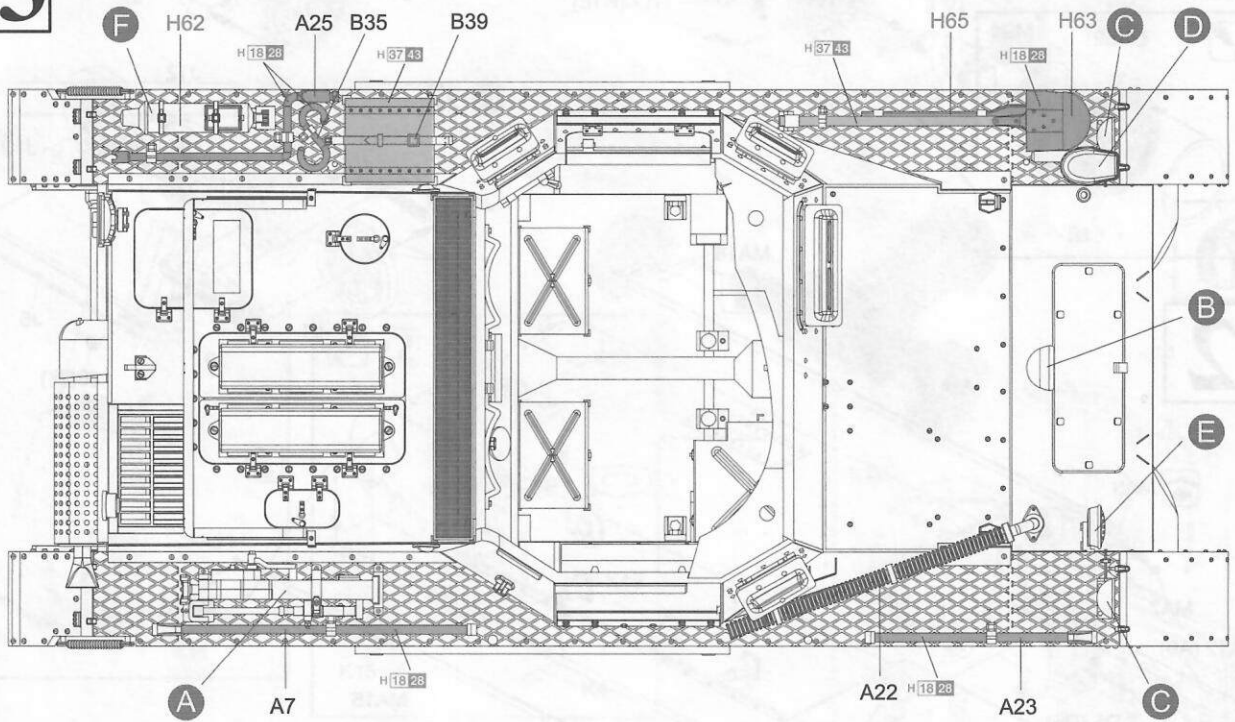 F H62 A25 B35 B39 H65 H63 C D
H 18 28 H 37 43 H 37 43 H 18 28
B
E
H 18 28 H 18 28
A A7 A22 A23 C